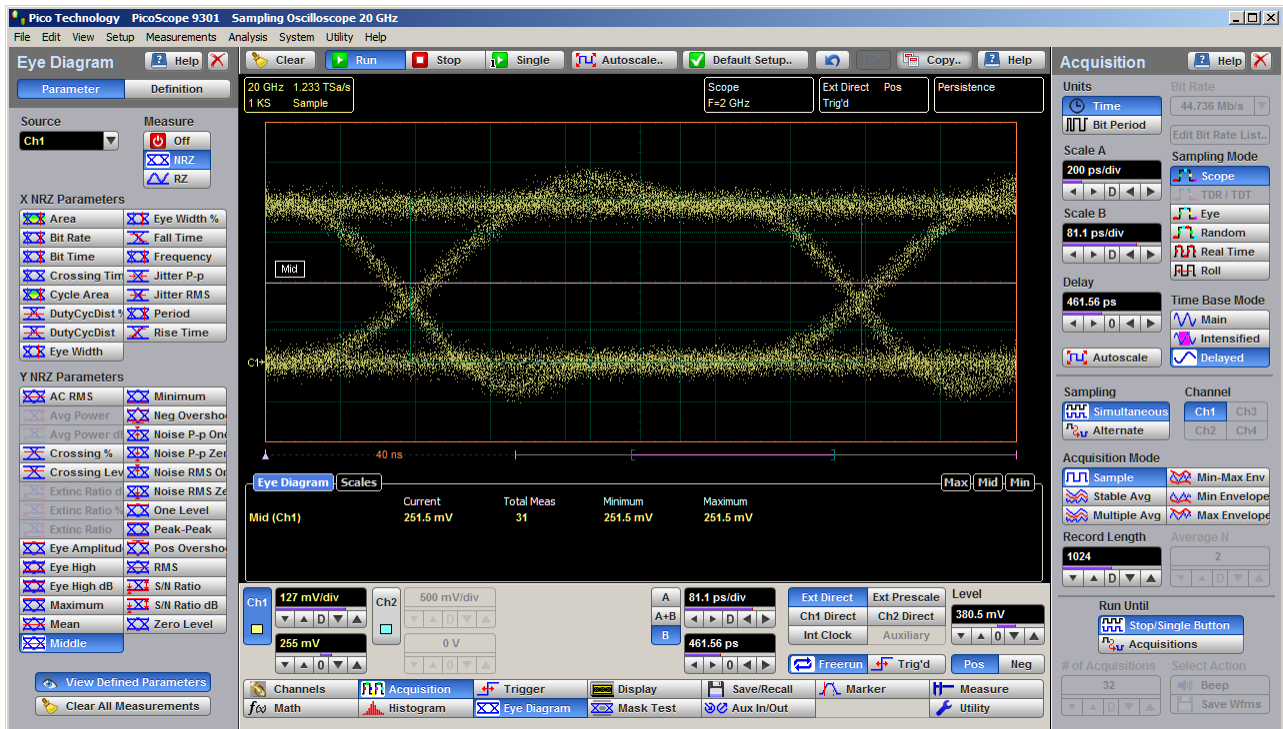 Pico Technology PicoScope 9301 Sampling Oscilloscope 20 GHz
File Edit View Setup Measurements Analysis System Utility Help
Eye Diagram Help
Parameter Definition
Source Measure
Ch1 Off
NRZ
RZ
X NRZ Parameters
Area Eye Width %
Bit Rate Fall Time
Bit Time Frequency
Crossing Tim Jitter P-p
Cycle Area Jitter RMS
DutyCycDist % Period
DutyCycDist Rise Time
Eye Width
Y NRZ Parameters
AC RMS Minimum
Avg Power Neg Oversho
Avg Power d Noise P-p One
Crossing % Noise P-p Zer
Crossing Lev Noise RMS On
Extinc Ratio d Noise RMS Ze
Extinc Ratio % One Level
Extinc Ratio Peak-Peak
Eye Amplitud Pos Oversho
Eye High RMS
Eye High dB S/N Ratio
Maximum S/N Ratio dB
Mean Zero Level
Middle
View Defined Parameters
Clear All Measurements
Clear Run Stop Single Autoscale.. Default Setup.. Copy.. Help
20 GHz 1.233 TSa/s
1 KS Sample
Scope
F=2 GHz
Ext Direct Pos
Trig'd
Persistence
Mid
C1
40 ns
Eye Diagram Scales Max Mid Min
Current Total Meas Minimum Maximum
Mid (Ch1) 251.5 mV 31 251.5 mV 251.5 mV
Ch1 127 mV/div
D
255 mV
0
Ch2 500 mV/div
D
0 V
0
A 81.1 ps/div
A+B D
B 461.56 ps
0
Ext Direct Ext Prescale Level
Ch1 Direct Ch2 Direct 380.5 mV
Int Clock Auxiliary 0
Freerun Trig'd Pos Neg
Channels Acquisition Trigger Display Save/Recall Marker Measure
f(x) Math Histogram Eye Diagram Mask Test Aux In/Out Utility
Acquisition Help
Units Bit Rate
Time 44.736 Mb/s
Bit Period Edit Bit Rate List..
Scale A Sampling Mode
200 ps/div Scope
D TDR / TDT
Scale B Eye
81.1 ps/div Random
D Real Time
Roll
Delay
461.56 ps Time Base Mode
0 Main
Intensified
Autoscale Delayed
Sampling Channel
Simultaneous Ch1 Ch3
Alternate Ch2 Ch4
Acquisition Mode
Sample Min-Max Env
Stable Avg Min Envelope
Multiple Avg Max Envelope
Record Length Average N
1024 2
D D
Run Until
Stop/Single Button
Acquisitions
# of Acquisitions Select Action
32 Beep
D Save Wfms